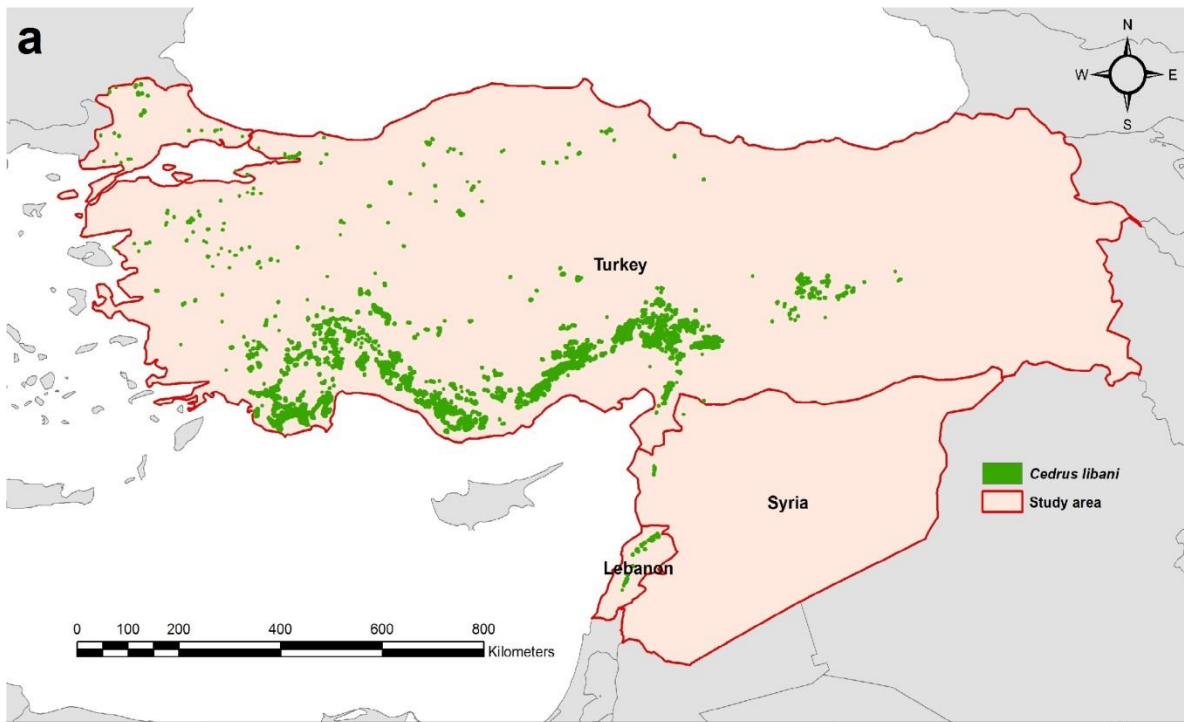 a
N
W E
S
Turkey
Cedrus libani
Study area
Syria
Lebanon
0 100 200 400 600 800
Kilometers